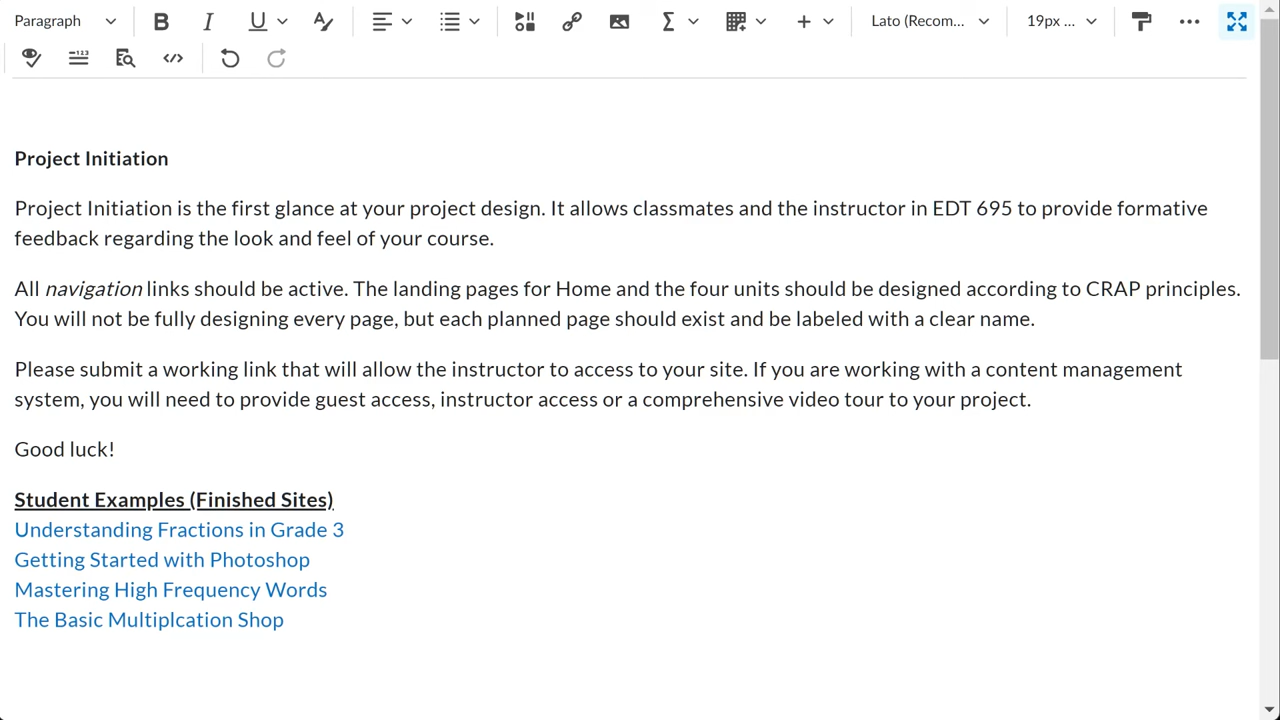 Paragraph B I U Lato (Recom... 19px ...
Project Initiation
Project Initiation is the first glance at your project design. It allows classmates and the instructor in EDT 695 to provide formative
feedback regarding the look and feel of your course.
All navigation links should be active. The landing pages for Home and the four units should be designed according to CRAP principles.
You will not be fully designing every page, but each planned page should exist and be labeled with a clear name.
Please submit a working link that will allow the instructor to access to your site. If you are working with a content management
system, you will need to provide guest access, instructor access or a comprehensive video tour to your project.
Good luck!
Student Examples (Finished Sites)
Understanding Fractions in Grade 3
Getting Started with Photoshop
Mastering High Frequency Words
The Basic Multiplcation Shop